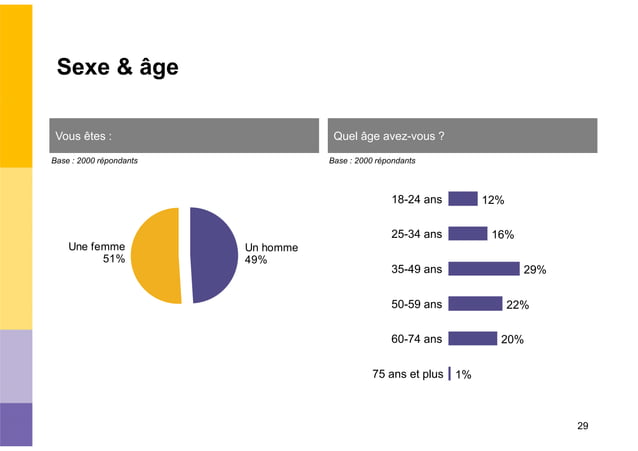 Sexe & âge
Vous êtes :
Base : 2000 répondants
Une femme
51%
Un homme
49%
Quel âge avez-vous ?
Base : 2000 répondants
18-24 ans 12%
25-34 ans 16%
35-49 ans 29%
50-59 ans 22%
60-74 ans 20%
75 ans et plus 1%
29